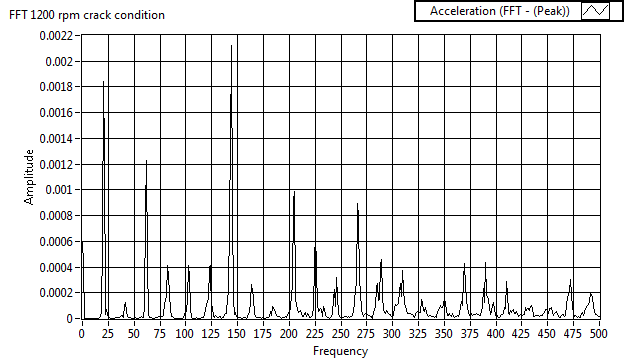 FFT 1200 rpm crack condition
Acceleration (FFT - (Peak))
Amplitude
0.0022
0.002
0.0018
0.0016
0.0014
0.0012
0.001
0.0008
0.0006
0.0004
0.0002
0
0 25 50 75 100 125 150 175 200 225 250 275 300 325 350 375 400 425 450 475 500
Frequency